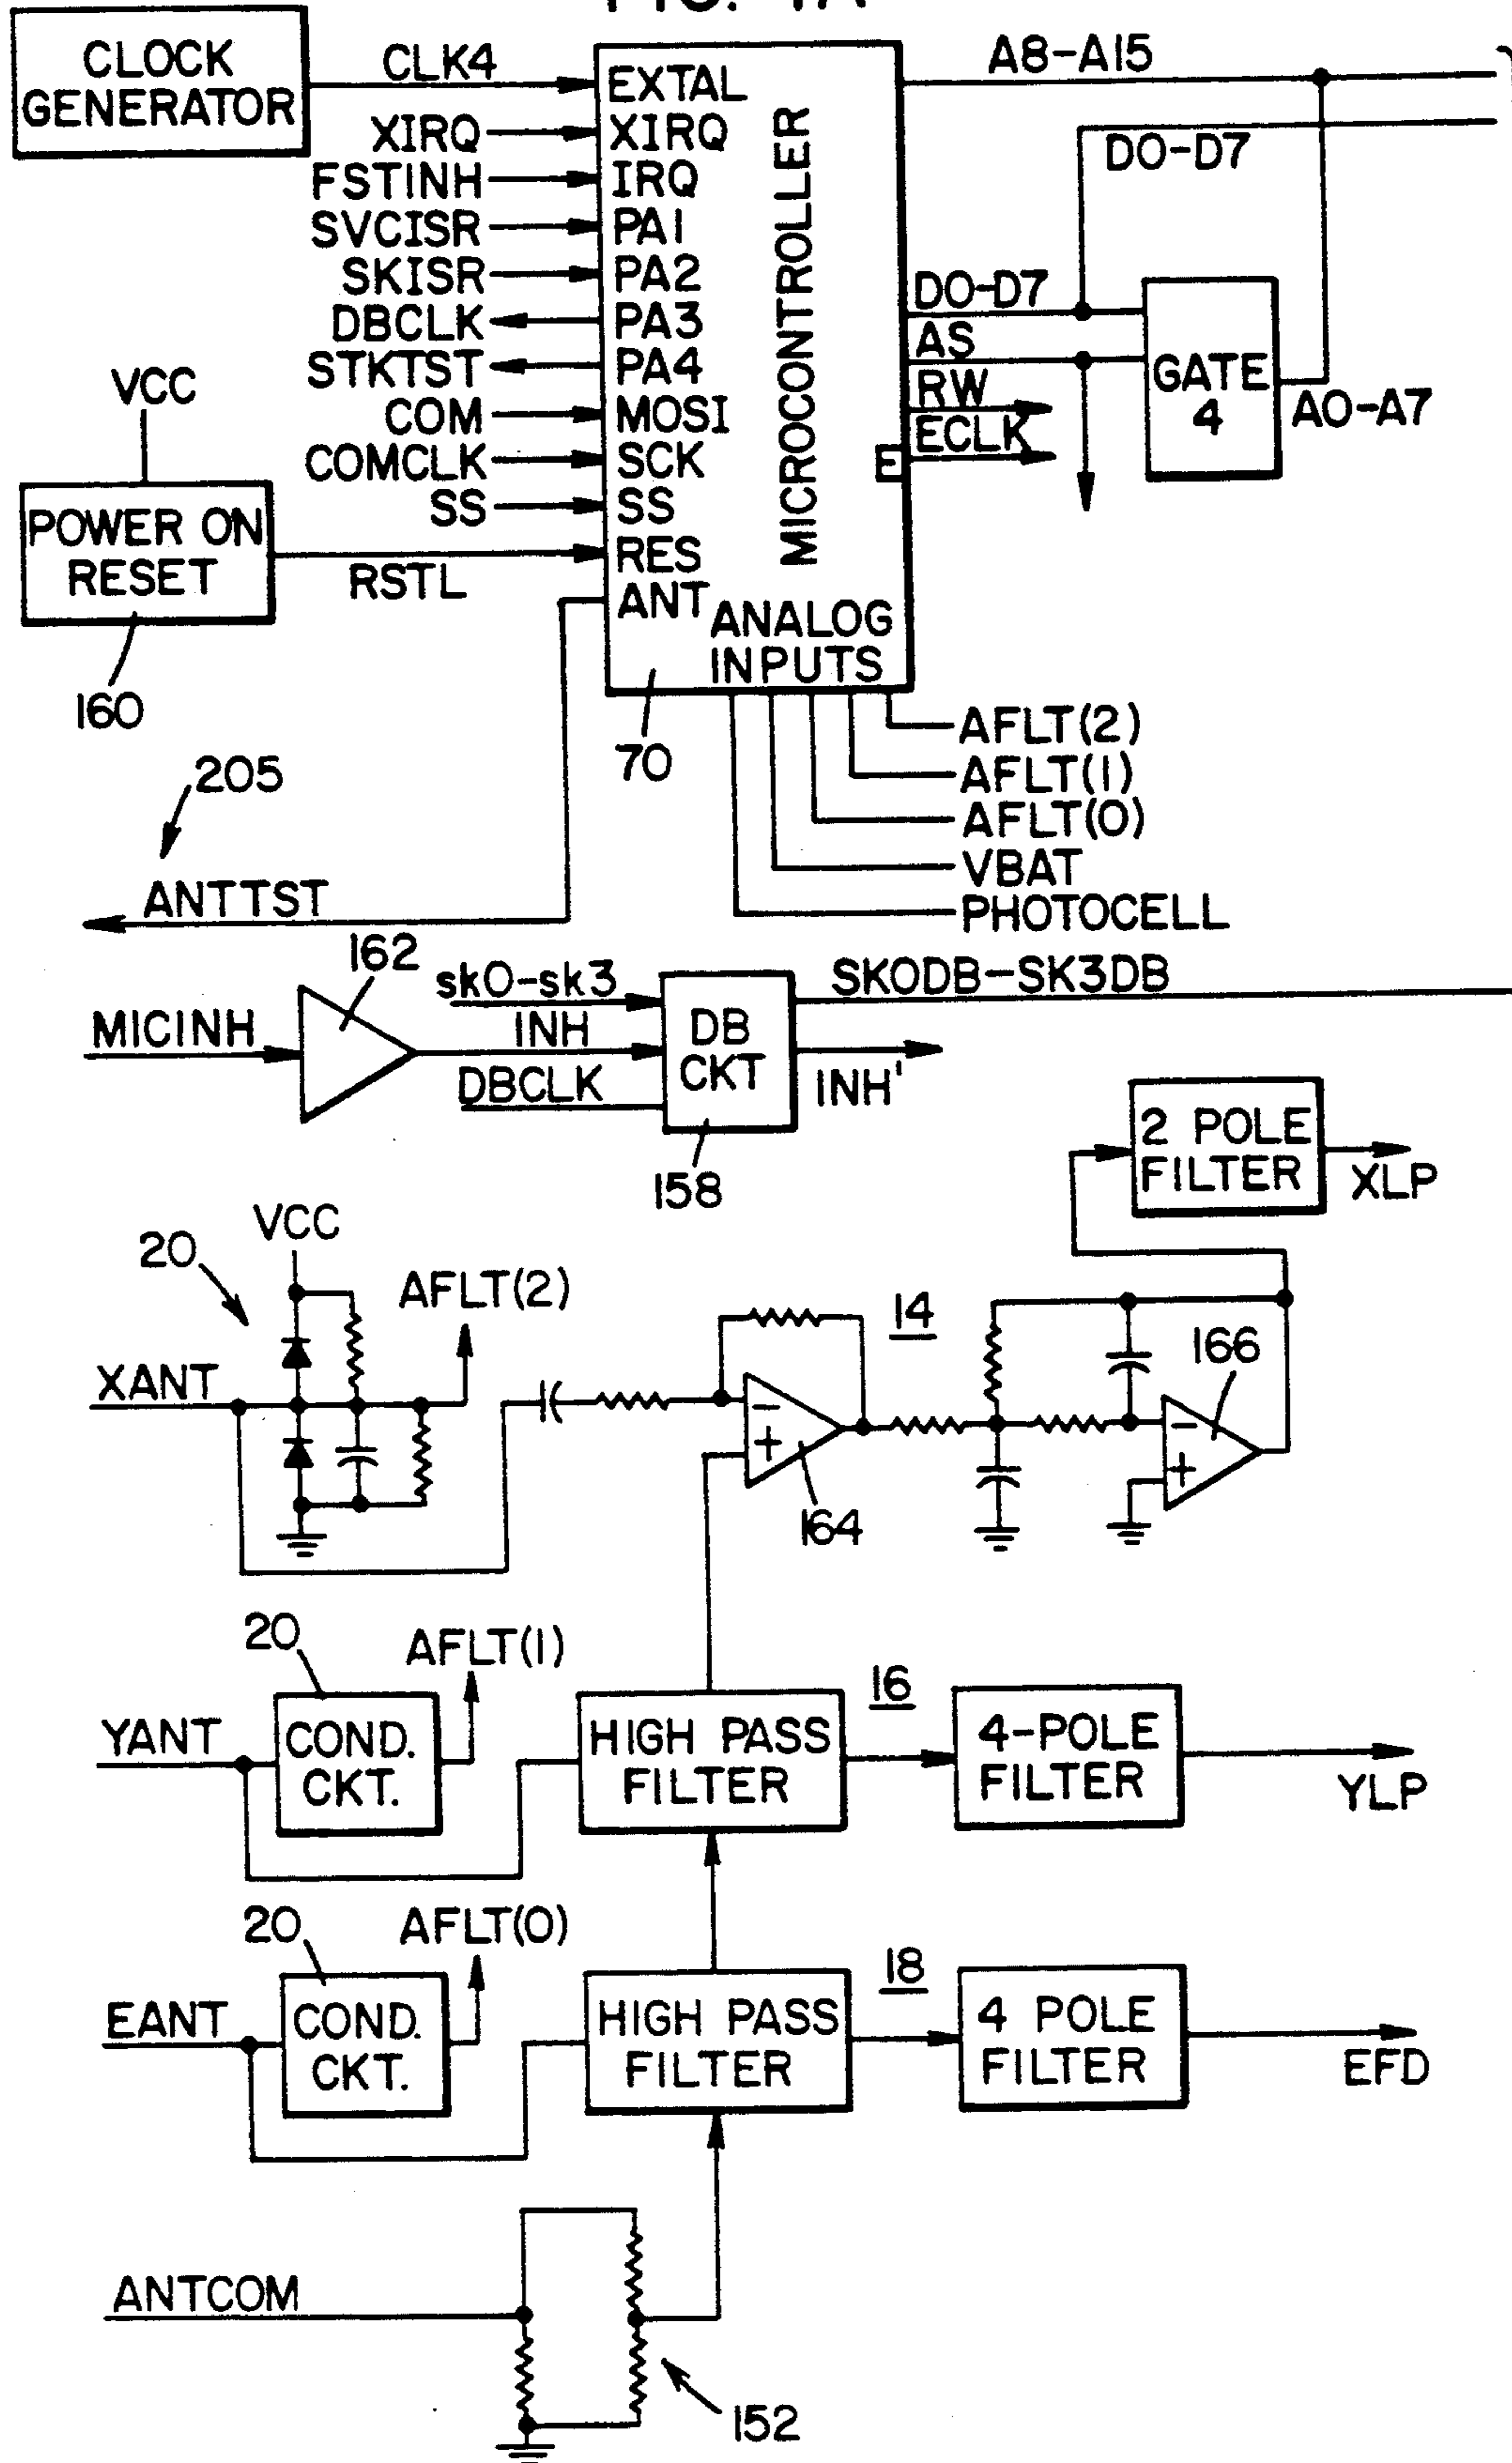 FIG. 4A
CLOCK
GENERATOR
CLK4
EXTAL
XIRQ
XIRQ
FSTINH
IRQ
SVCISR
PA1
SKISR
PA2
DBCLK
PA3
STKTST
PA4
COM
MOSI
COMCLK
SCK
SS
SS
RES
ANT
MICROCONTROLLER
ANALOG
INPUTS
A8-A15
D0-D7
D0-D7
AS
RW
ECLK
E
GATE
4
A0-A7
VCC
POWER ON
RESET
RSTL
160
70
205
ANTTST
AFLT(2)
AFLT(1)
AFLT(0)
VBAT
PHOTOCELL
162
MICINH
sk0-sk3
INH
DBCLK
DB
CKT
SK0DB-SK3DB
INH'
158
2 POLE
FILTER
XLP
VCC
20
AFLT(2)
XANT
14
164
166
20
AFLT(1)
YANT
COND.
CKT.
HIGH PASS
FILTER
16
4-POLE
FILTER
YLP
20
AFLT(0)
EANT
COND.
CKT.
HIGH PASS
FILTER
18
4 POLE
FILTER
EFD
ANTCOM
152